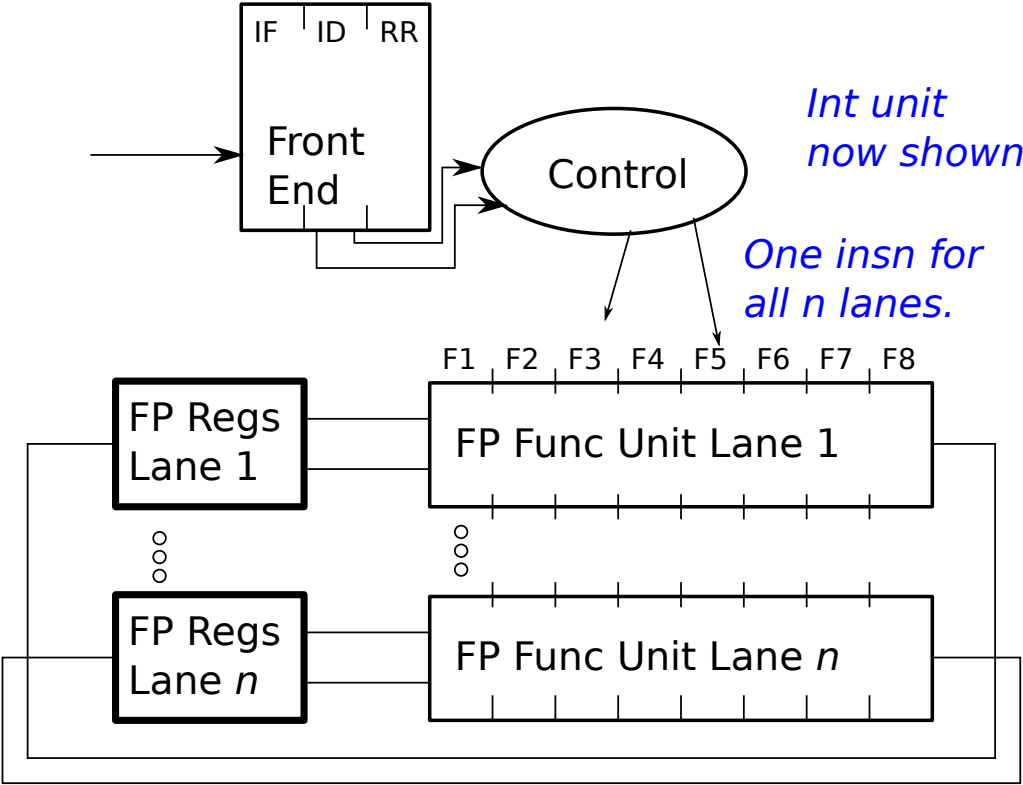 IF ID RR
Front
End
Control
Int unit
now shown
One insn for
all n lanes.
F1 F2 F3 F4 F5 F6 F7 F8
FP Regs
Lane 1
FP Func Unit Lane 1
FP Regs
Lane n
FP Func Unit Lane n